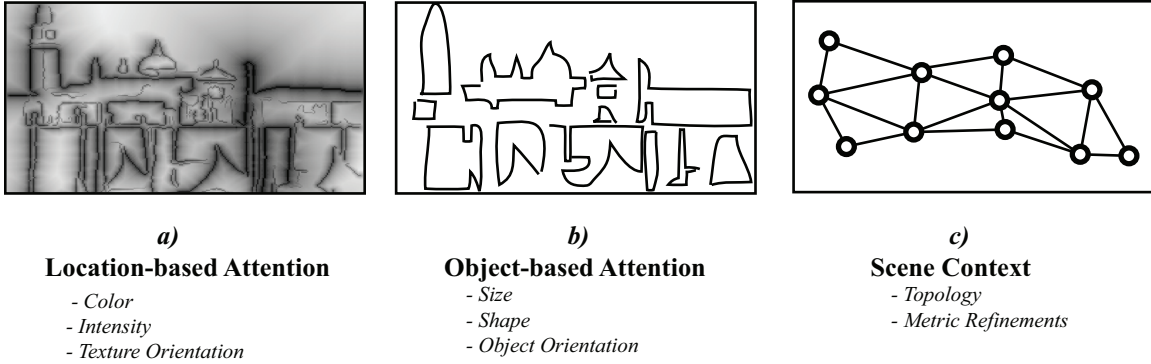 a)
Location-based Attention
- Color
- Intensity
- Texture Orientation
b)
Object-based Attention
- Size
- Shape
- Object Orientation
c)
Scene Context
- Topology
- Metric Refinements